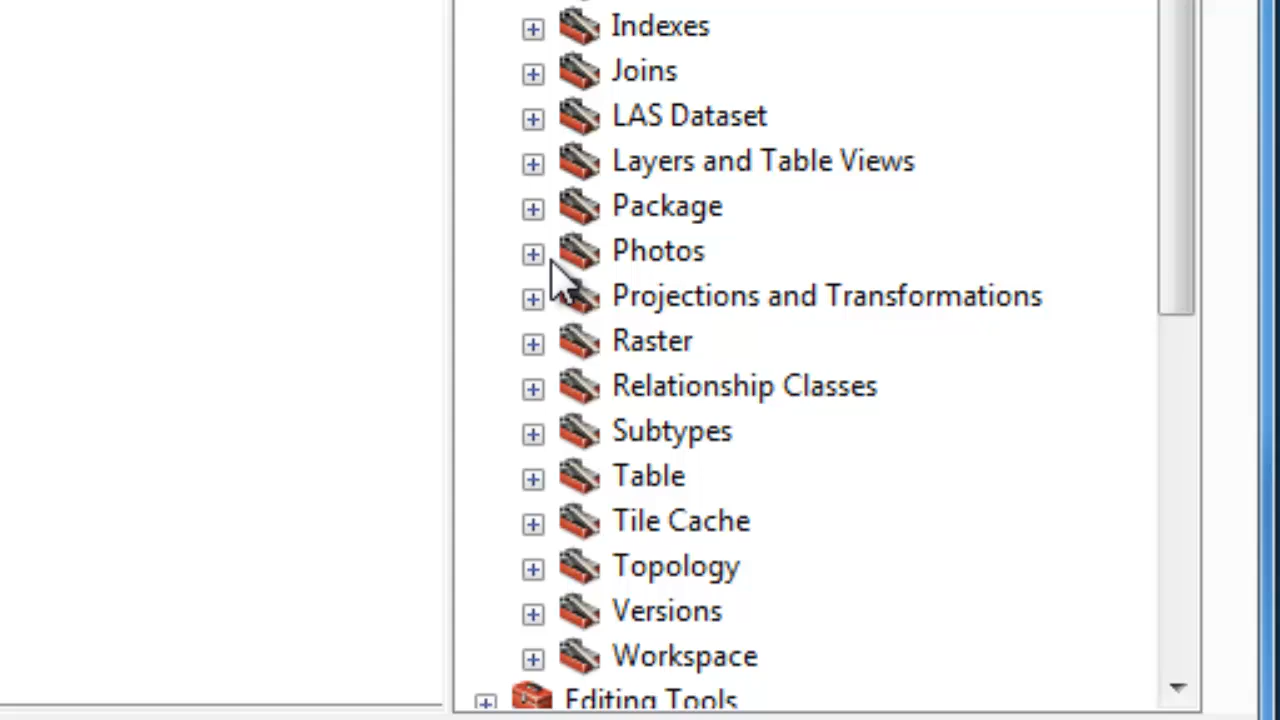 Indexes
Joins
LAS Dataset
Layers and Table Views
Package
Photos
Projections and Transformations
Raster
Relationship Classes
Subtypes
Table
Tile Cache
Topology
Versions
Workspace
Editing Tools